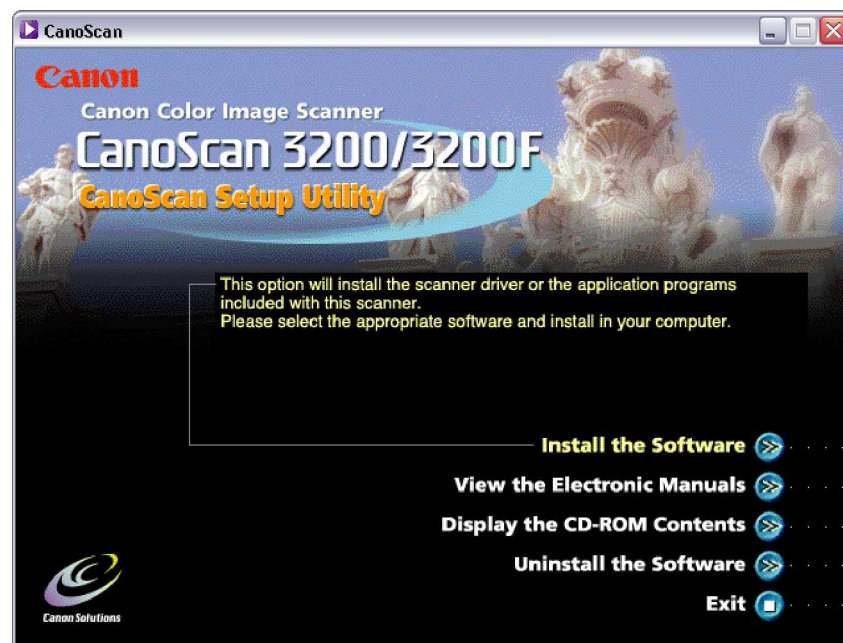 CanoScan
Canon
Canon Color Image Scanner
CanoScan 3200/3200F
CanoScan Setup Utility
This option will install the scanner driver or the application programs
included with this scanner.
Please select the appropriate software and install in your computer.
Install the Software
View the Electronic Manuals
Display the CD-ROM Contents
Uninstall the Software
Exit
Canon Solutions